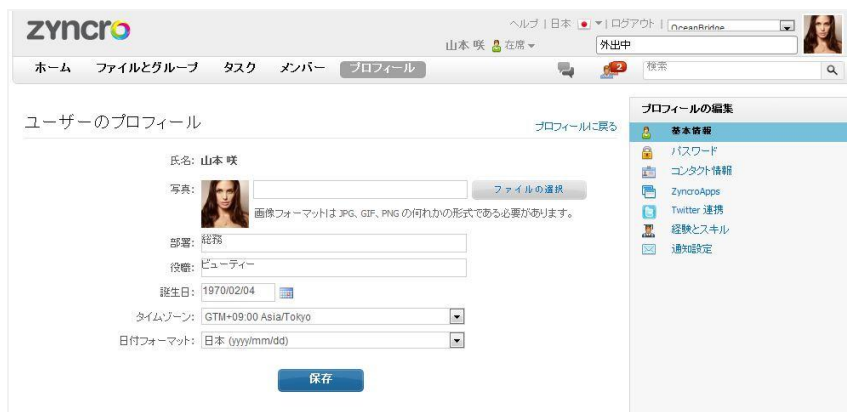 zyncro
ヘルプ | 日本 | ログアウト | OceanBridge
山本 咲 在席 外出中
ホーム ファイルとグループ タスク メンバー プロフィール 2 検索
ユーザーのプロフィール
プロフィールに戻る
氏名: 山本 咲
写真: ファイルの選択
画像フォーマットは JPG、GIF、PNG の何れかの形式である必要があります。
部署: 総務
役職: ビューティー
誕生日: 1970/02/04
タイムゾーン: GTM+09:00 Asia/Tokyo
日付フォーマット: 日本 (yyyy/mm/dd)
保存
プロフィールの編集
基本情報
パスワード
コンタクト情報
ZyncroApps
Twitter 連携
経験とスキル
通知設定